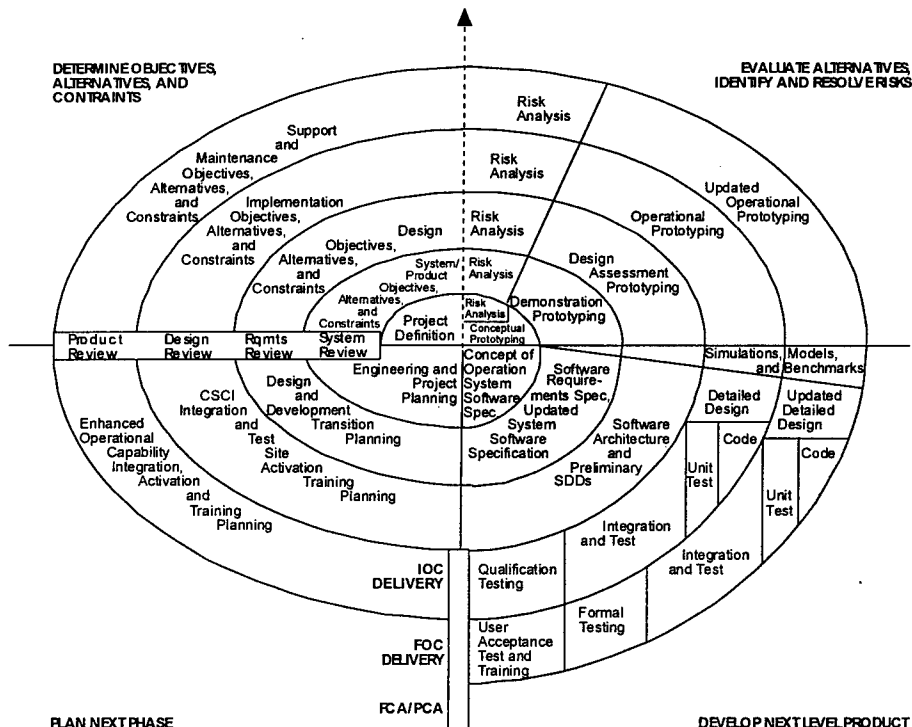 DETERMINE OBJECTIVES,
ALTERNATIVES, AND
CONTRAINTS
EVALUATE ALTERNATIVES,
IDENTIFY AND RESOLVE RISKS
Support
and
Maintenance
Objectives,
Alternatives,
and
Constraints
Implementation
Objectives,
Alternatives,
and
Constraints
Design
Objectives,
Alternatives,
and
Constraints
System/
Product
Objectives,
Alternatives,
and
Constraints
Project
Definition
Risk
Analysis
Risk
Analysis
Risk
Analysis
Risk
Analysis
Risk
Analysis
Conceptual
Prototyping
Demonstration
Prototyping
Design
Assessment
Prototyping
Operational
Prototyping
Updated
Operational
Prototyping
Product
Review
Design
Review
Rqmts
Review
System
Review
Simulations, Models,
and Benchmarks
Engineering and
Project
Planning
Design
and
Development
Transition
Planning
CSCI
Integration
and
Test
Site
Activation
Training
Planning
Enhanced
Operational
Capability
Integration,
Activation
and
Training
Planning
Concept of
Operation
System
Software
Spec.
Software
Require-
ments Spec,
Updated
System
Software
Specification
Software
Architecture
and
Preliminary
SDDs
Detailed
Design
Code
Unit
Test
Integration
and Test
Qualification
Testing
Updated
Detailed
Design
Code
Unit
Test
Integration
and Test
Formal
Testing
User
Acceptance
Test and
Training
IOC
DELIVERY
FOC
DELIVERY
FCA/PCA
PLAN NEXT PHASE
DEVELOP NEXT LEVEL PRODUCT